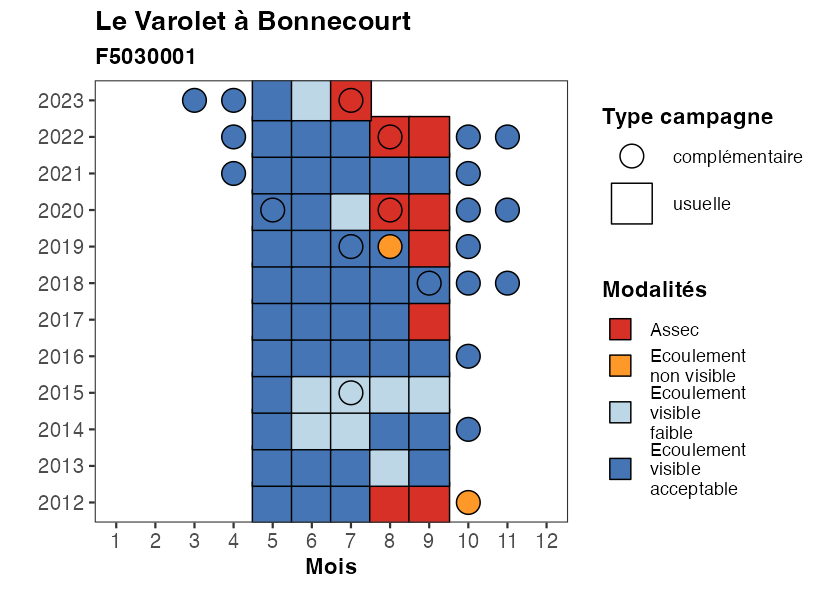 Le Varolet à Bonnecourt
F5030001
2023
2022
2021
2020
2019
2018
2017
2016
2015
2014
2013
2012
1 2 3 4 5 6 7 8 9 10 11 12
Mois
Type campagne
complémentaire
usuelle
Modalités
Assec
Ecoulement
non visible
Ecoulement
visible
faible
Ecoulement
visible
acceptable